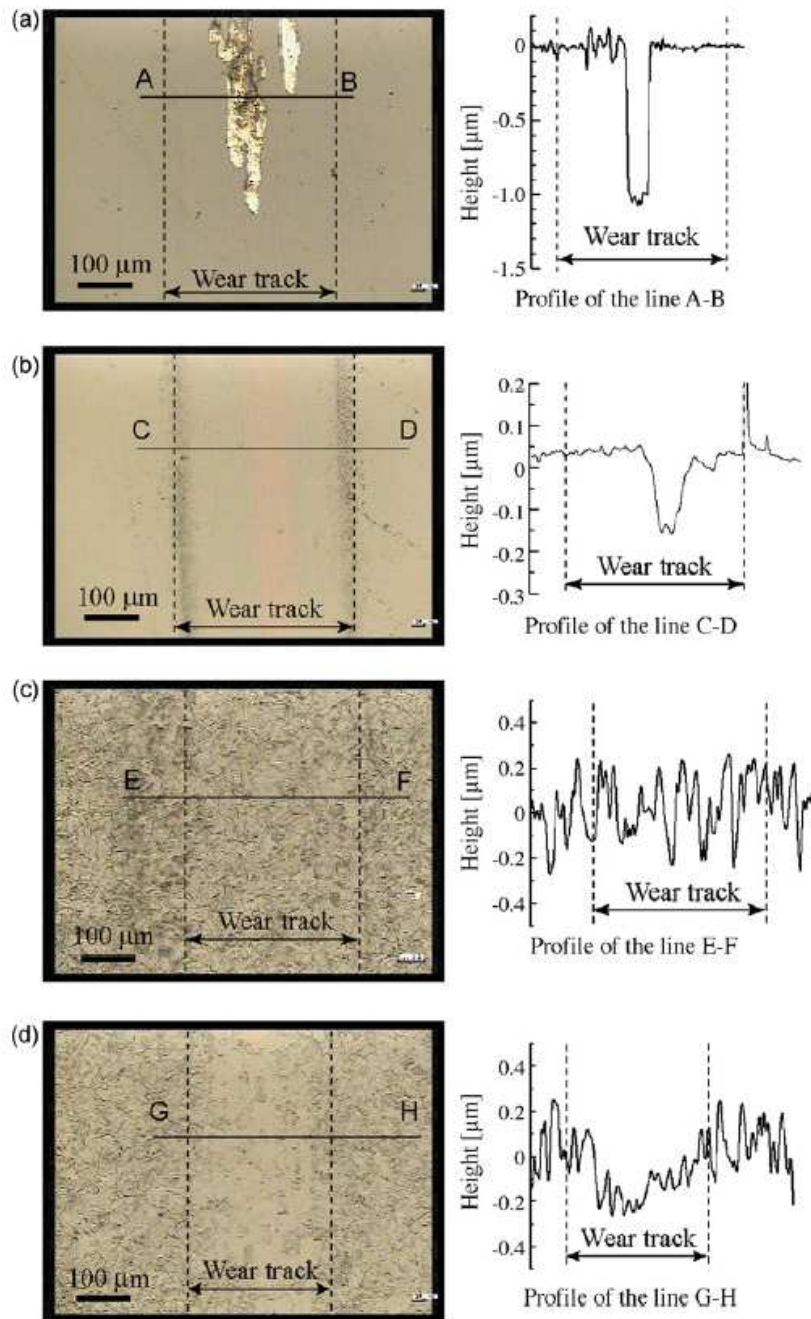 (a)
A
B
100 μm
Wear track
Height [μm]
0
-0.5
-1.0
-1.5
Wear track
Profile of the line A-B
(b)
C
D
100 μm
Wear track
Height [μm]
0.2
0.1
0
-0.1
-0.2
-0.3
Wear track
Profile of the line C-D
(c)
E
F
100 μm
Wear track
Height [μm]
0.4
0.2
0
-0.2
-0.4
Wear track
Profile of the line E-F
(d)
G
H
100 μm
Wear track
Height [μm]
0.4
0.2
0
-0.2
-0.4
Wear track
Profile of the line G-H